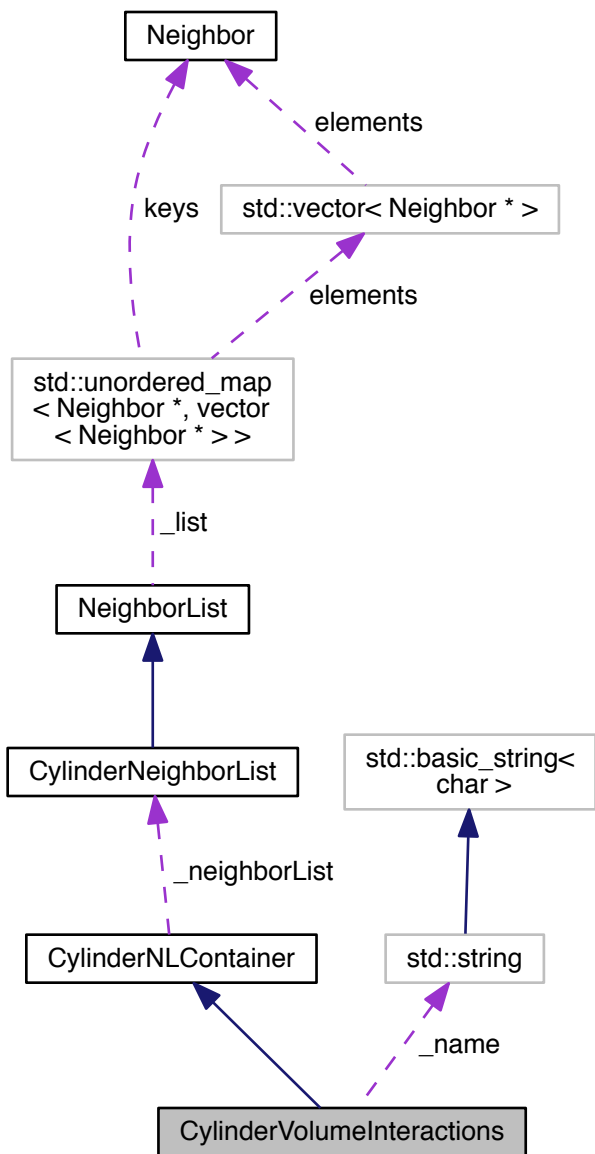 Neighbor
elements
keys
std::vector< Neighbor * >
elements
std::unordered_map
< Neighbor *, vector
< Neighbor * > >
_list
NeighborList
std::basic_string<
char >
CylinderNeighborList
_neighborList
CylinderNLContainer
std::string
_name
CylinderVolumeInteractions